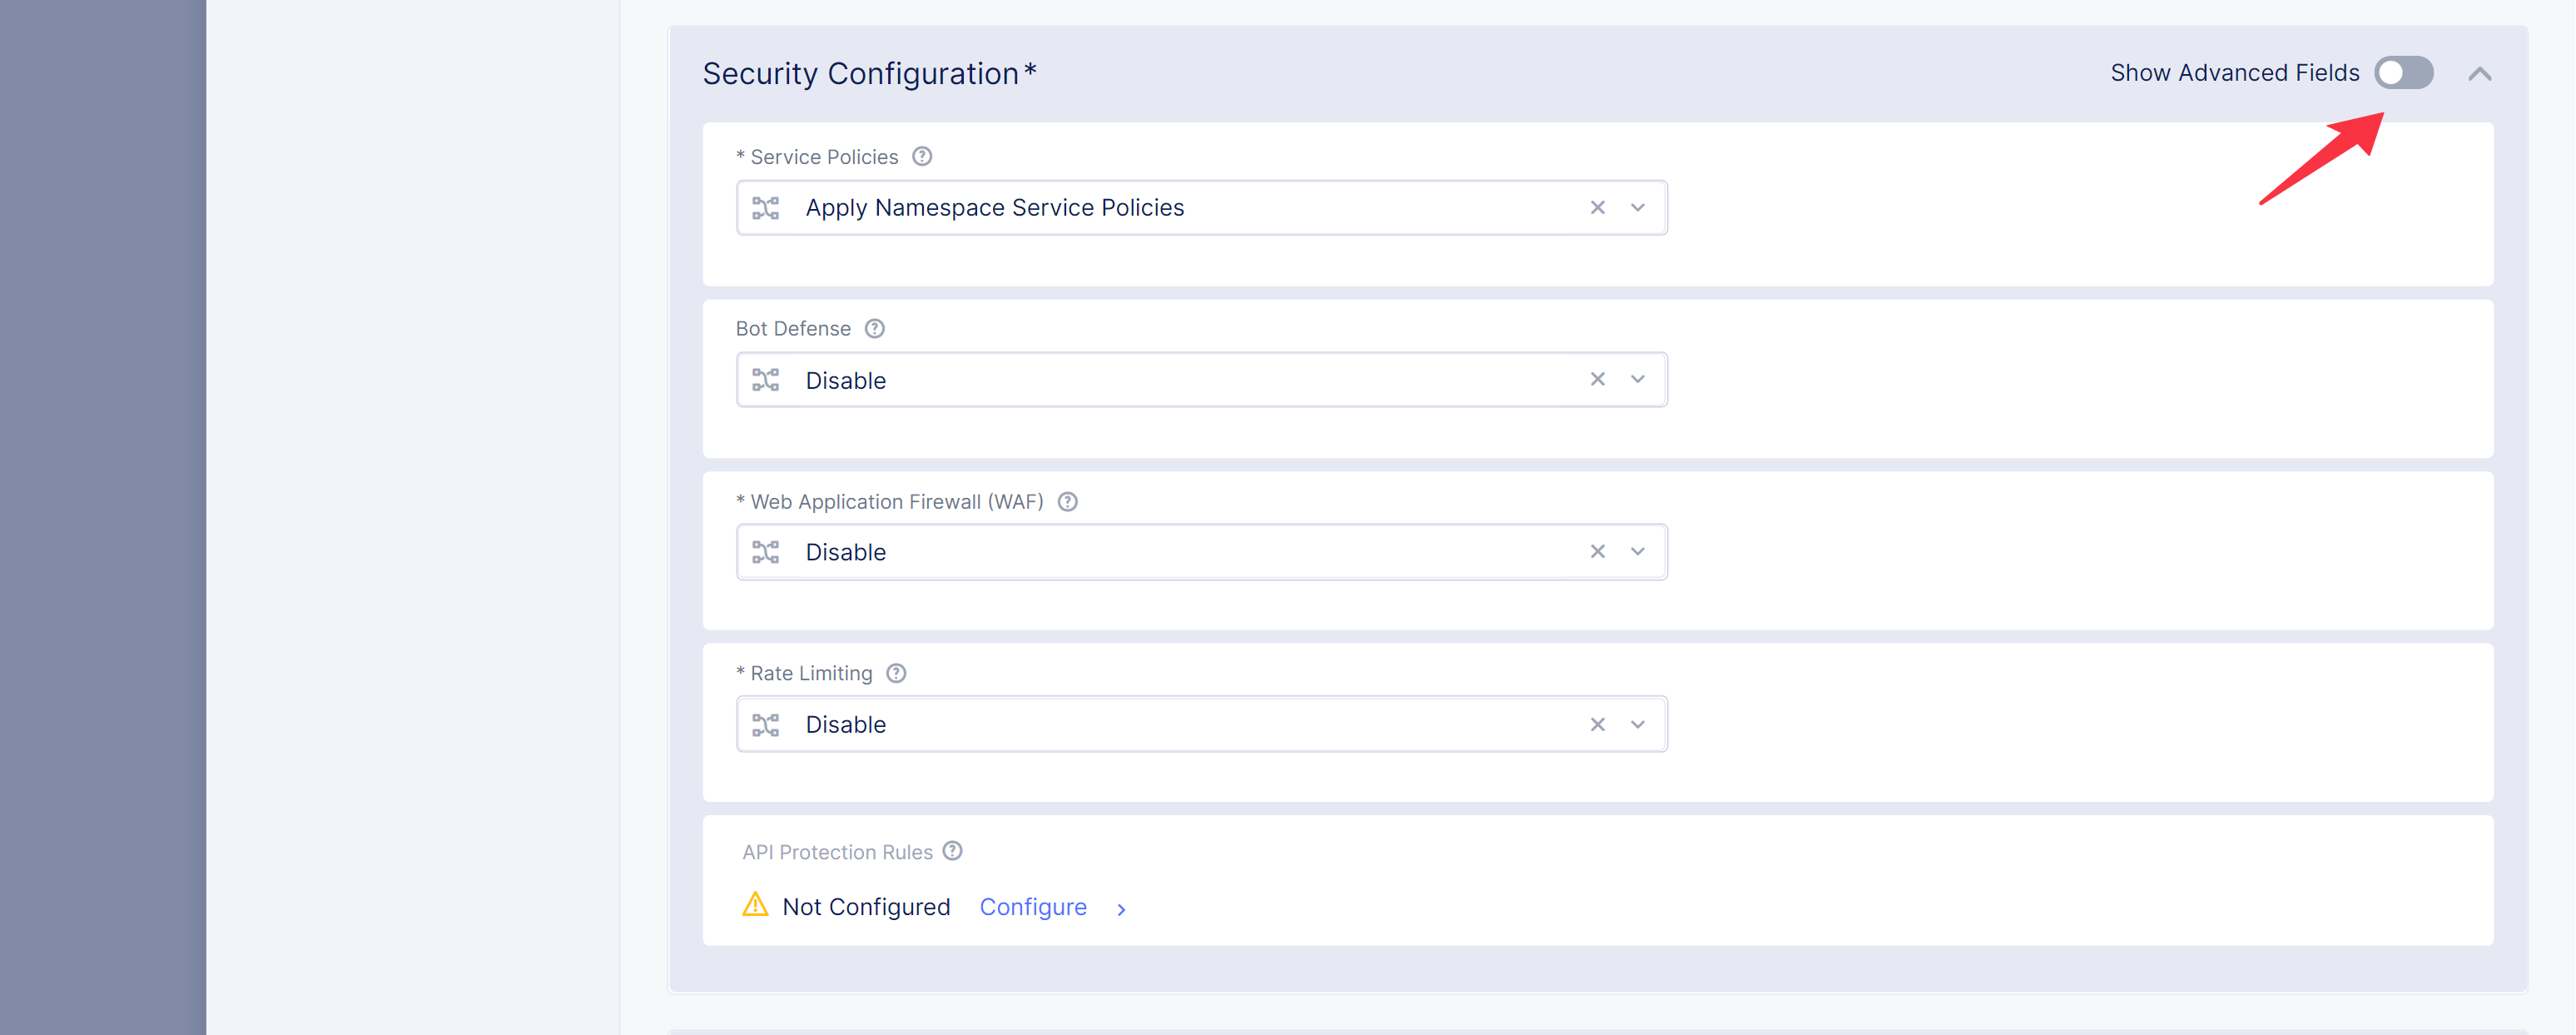 Security Configuration*
Show Advanced Fields
* Service Policies
Apply Namespace Service Policies
Bot Defense
Disable
* Web Application Firewall (WAF)
Disable
* Rate Limiting
Disable
API Protection Rules
Not Configured Configure